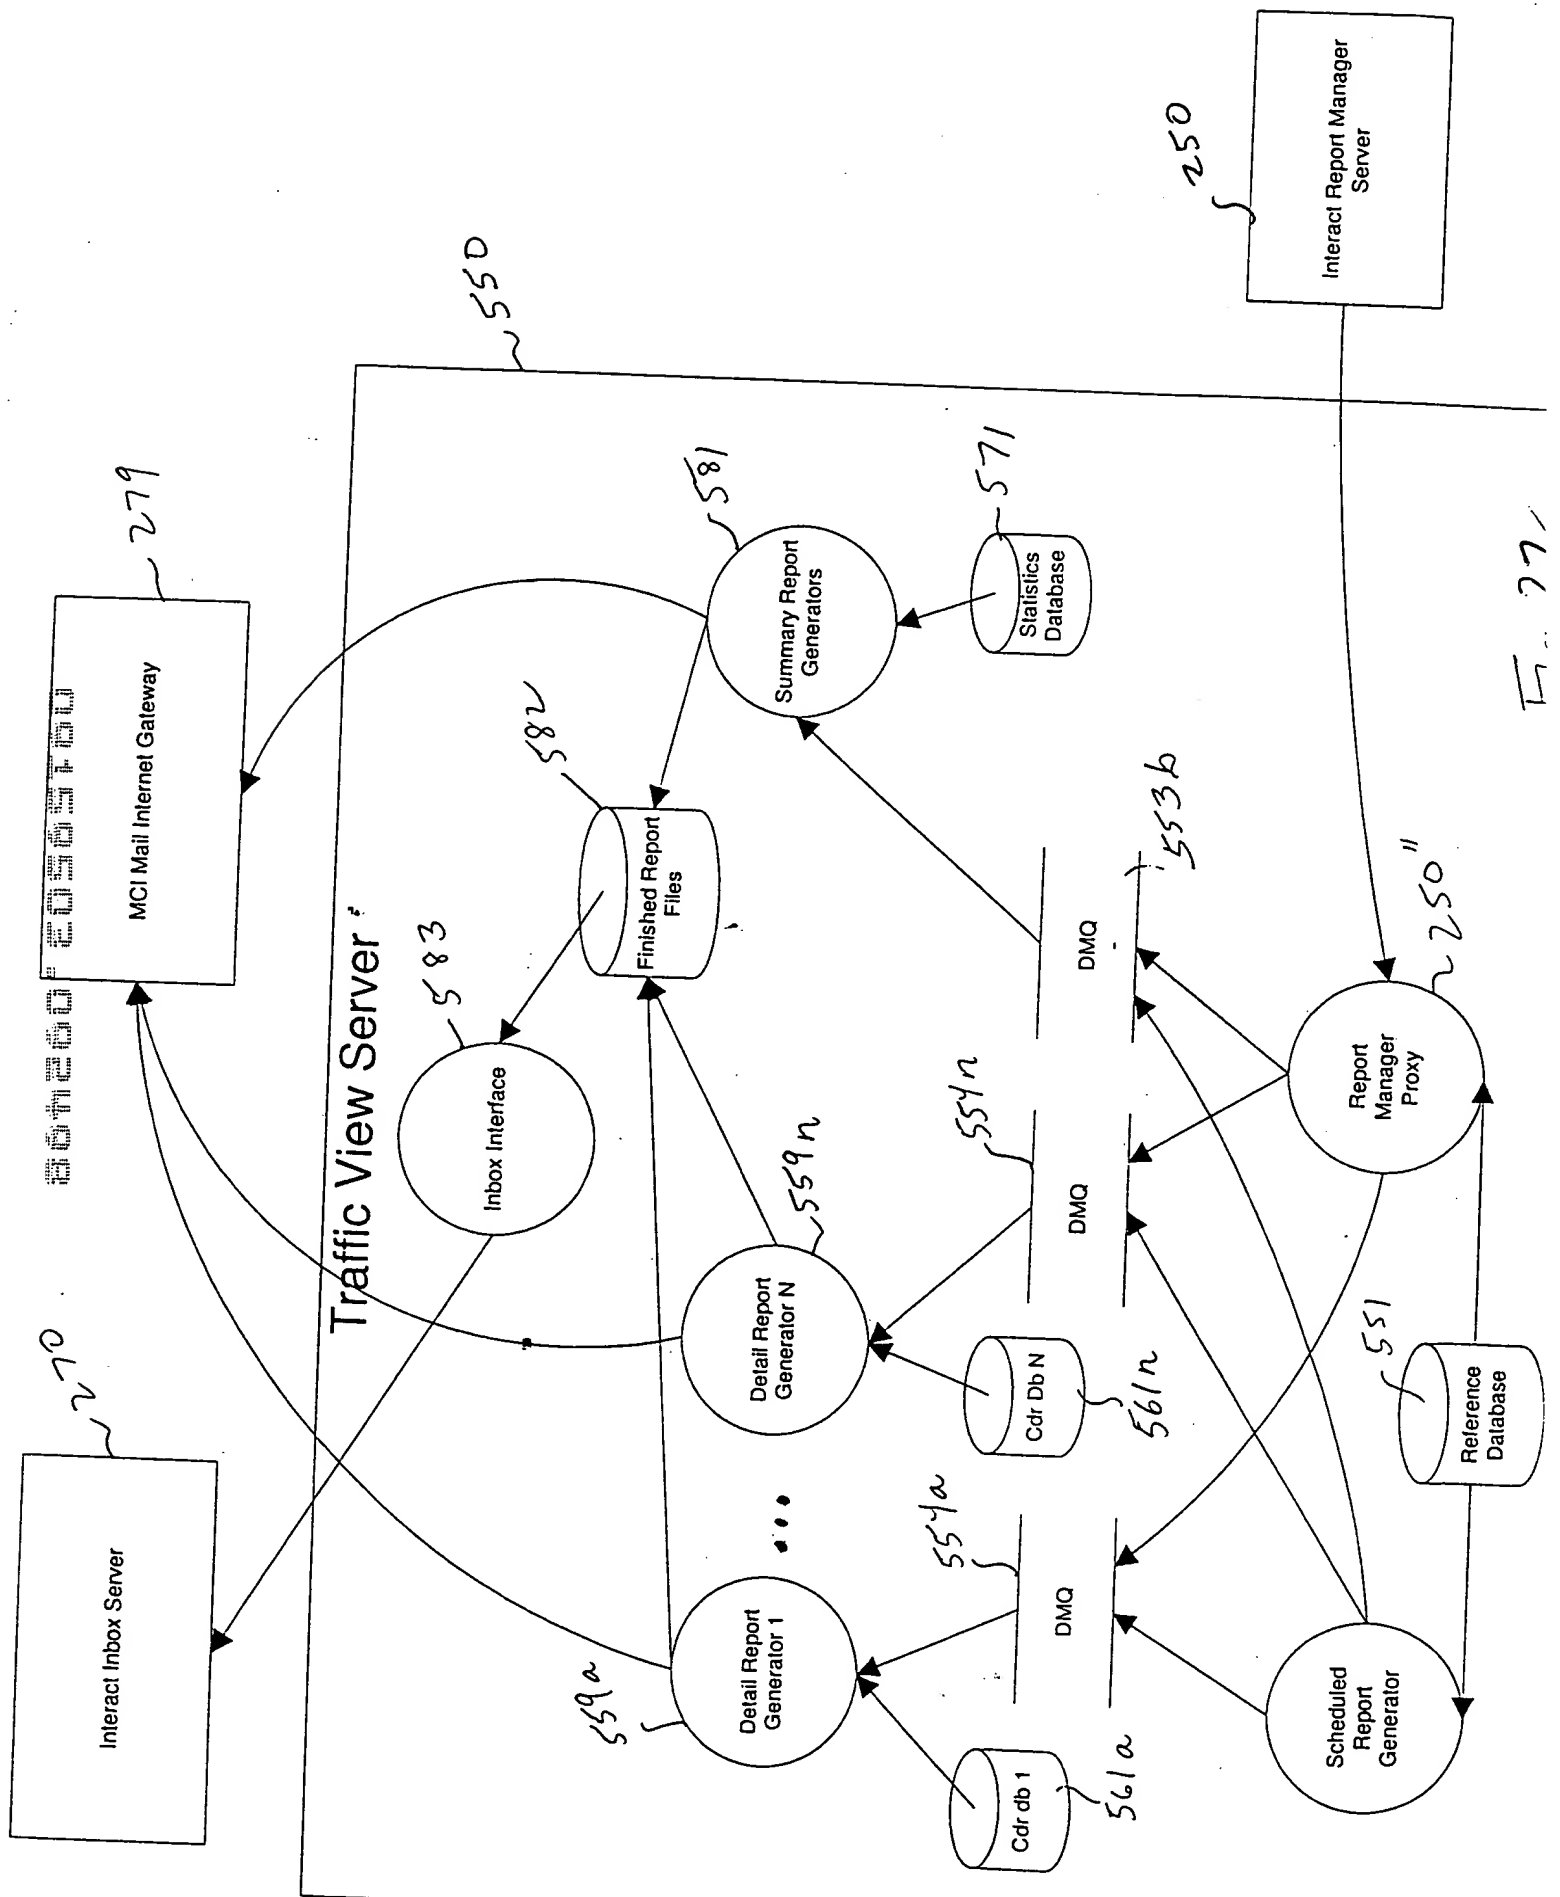 Interact Inbox Server
270
MCI Mail Internet Gateway
279
09159503.092498
Traffic View Server
550
Inbox Interface
583
Finished Report
Files
582
Detail Report
Generator 1
559a
...
Detail Report
Generator N
559n
Summary Report
Generators
581
Cdr db 1
561a
Cdr Db N
561n
Statistics
Database
571
DMQ
554a
DMQ
554n
DMQ
553b
Scheduled
Report
Generator
Reference
Database
551
Report
Manager
Proxy
250"
Interact Report Manager
Server
250